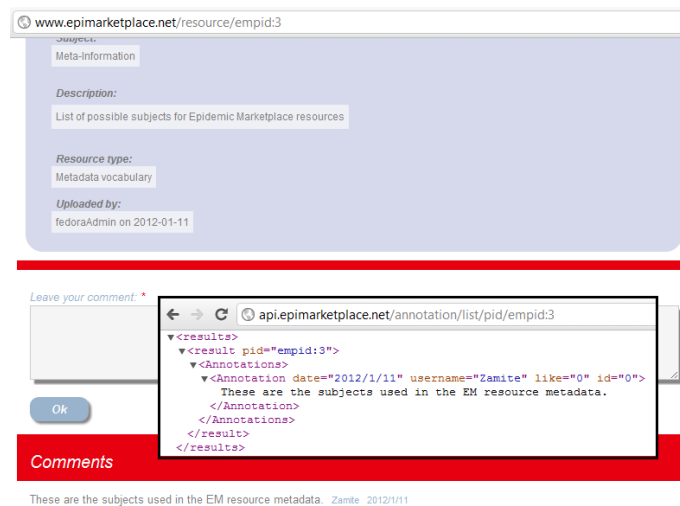 www.epimarketplace.net/resource/empid:3
Subject:
Meta-Information
Description:
List of possible subjects for Epidemic Marketplace resources
Resource type:
Metadata vocabulary
Uploaded by:
fedoraAdmin on 2012-01-11
Leave your comment: *
api.epimarketplace.net/annotation/list/pid/empid:3
▼<results>
▼<result pid="empid:3">
▼<Annotations>
▼<Annotation date="2012/1/11" username="Zamite" like="0" id="0">
These are the subjects used in the EM resource metadata.
</Annotation>
</Annotations>
</result>
</results>
Ok
Comments
These are the subjects used in the EM resource metadata. Zamite 2012/1/11